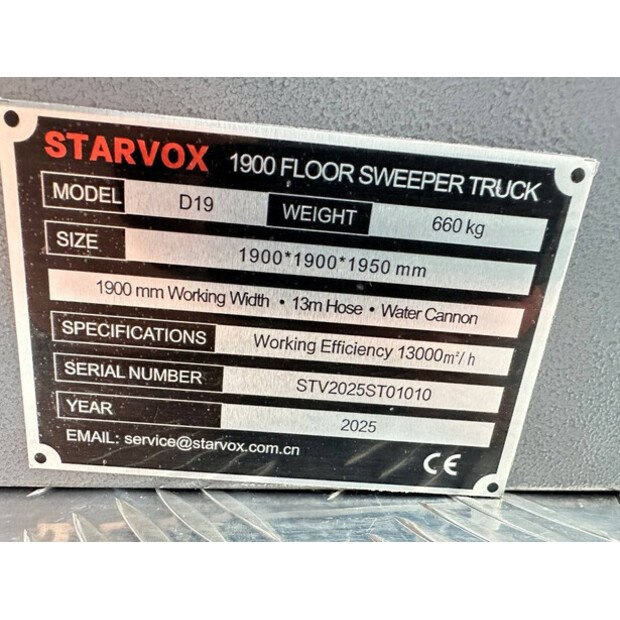 STARVOX 1900 FLOOR SWEEPER TRUCK
MODEL D19 WEIGHT 660 kg
SIZE 1900*1900*1950 mm
1900 mm Working Width • 13m Hose • Water Cannon
SPECIFICATIONS Working Efficiency 13000m²/ h
SERIAL NUMBER STV2025ST01010
YEAR 2025
EMAIL: service@starvox.com.cn CE